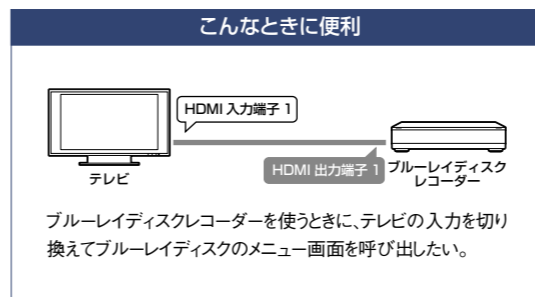 こんなときに便利
HDMI 入力端子 1
HDMI 出力端子 1
テレビ
ブルーレイディスク
レコーダー
ブルーレイディスクレコーダーを使うときに、テレビの入力を切り
換えてブルーレイディスクのメニュー画面を呼び出したい。